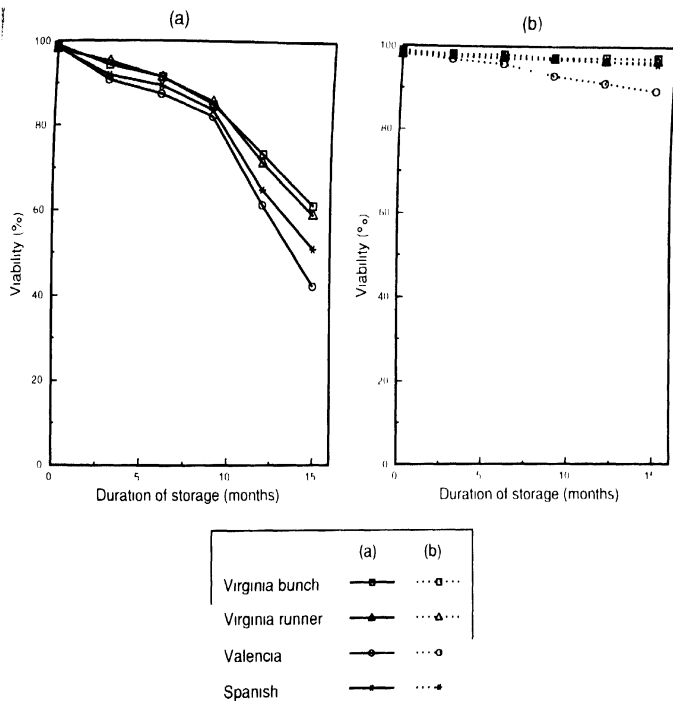 (a)
(b)
100
80
60
40
20
0
Viability (%)
0 5 10 15
Duration of storage (months)
100
80
60
40
20
0
Viability (%)
0 5 10 15
Duration of storage (months)
(a) (b)
Virginia bunch
Virginia runner
Valencia
Spanish